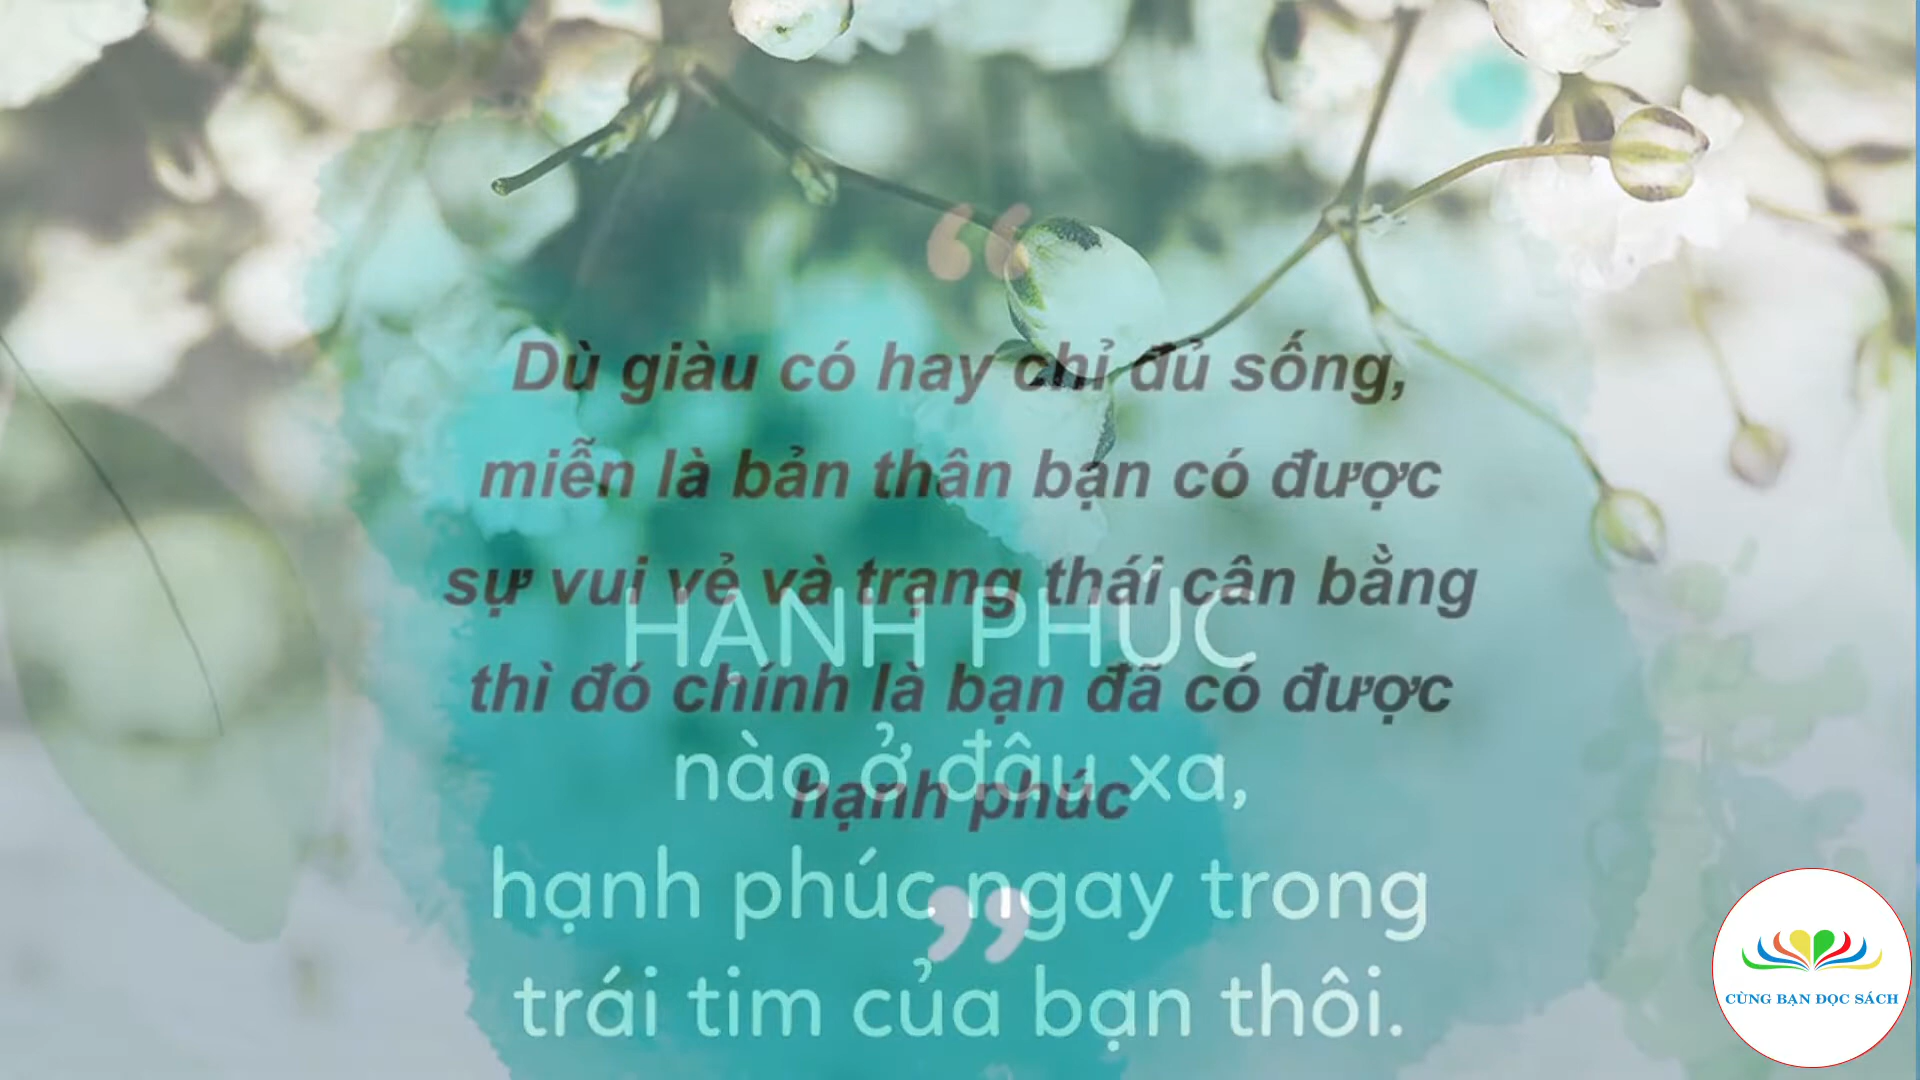 Dù giàu có hay chỉ đủ sống,
miễn là bản thân bạn có được
sự vui vẻ và trạng thái cân bằng
thì đó chính là bạn đã có được
hạnh phúc
HẠNH PHÚC
nào ở đâu xa,
hạnh phúc ngay trong
trái tim của bạn thôi.
CÙNG BẠN ĐỌC SÁCH